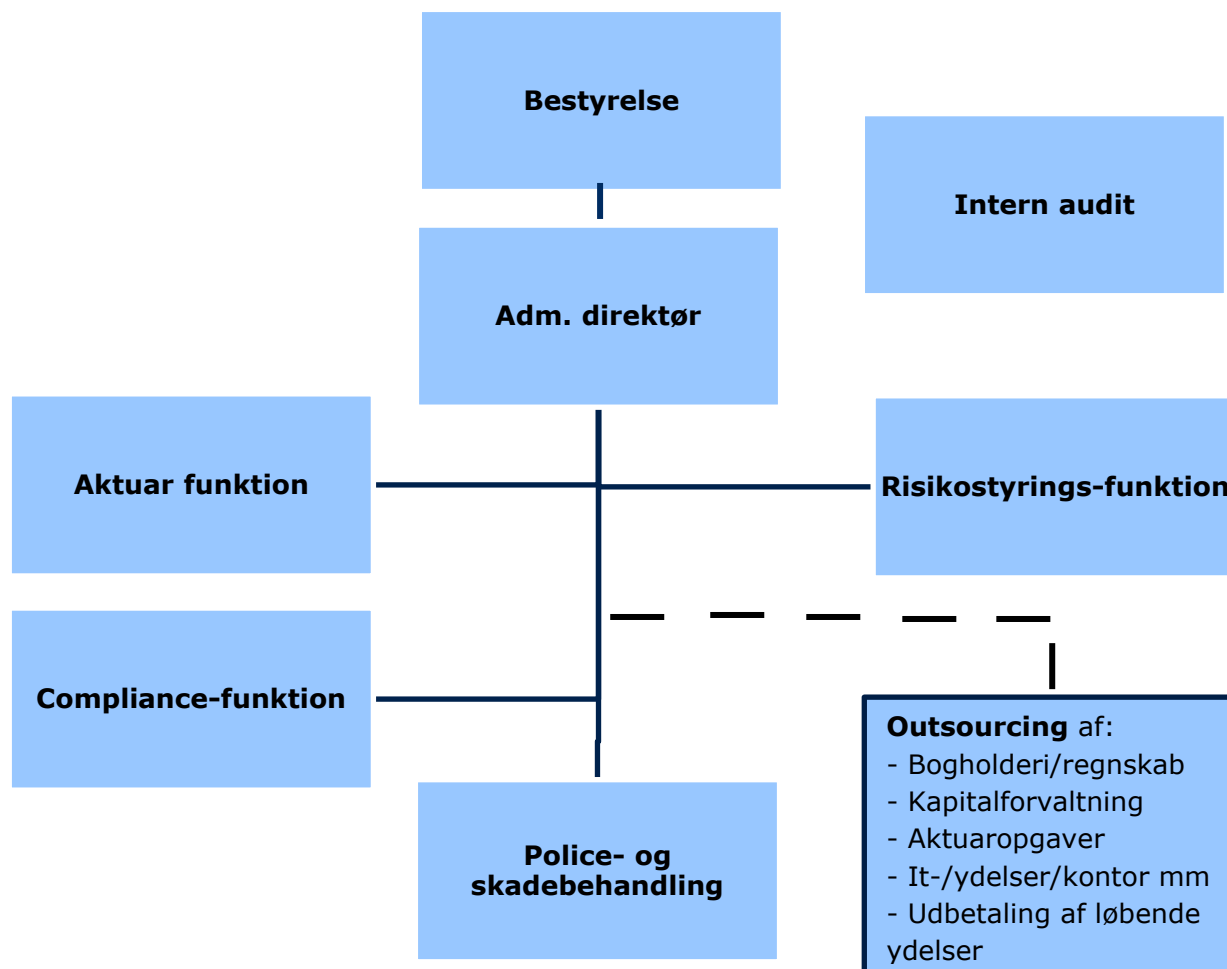 Bestyrelse
Intern audit
Adm. direktør
Aktuar funktion
Risikostyrings-funktion
Compliance-funktion
Police- og
skadebehandling
Outsourcing af:
- Bogholderi/regnskab
- Kapitalforvaltning
- Aktuaropgaver
- It-/ydelser/kontor mm
- Udbetaling af løbende
ydelser